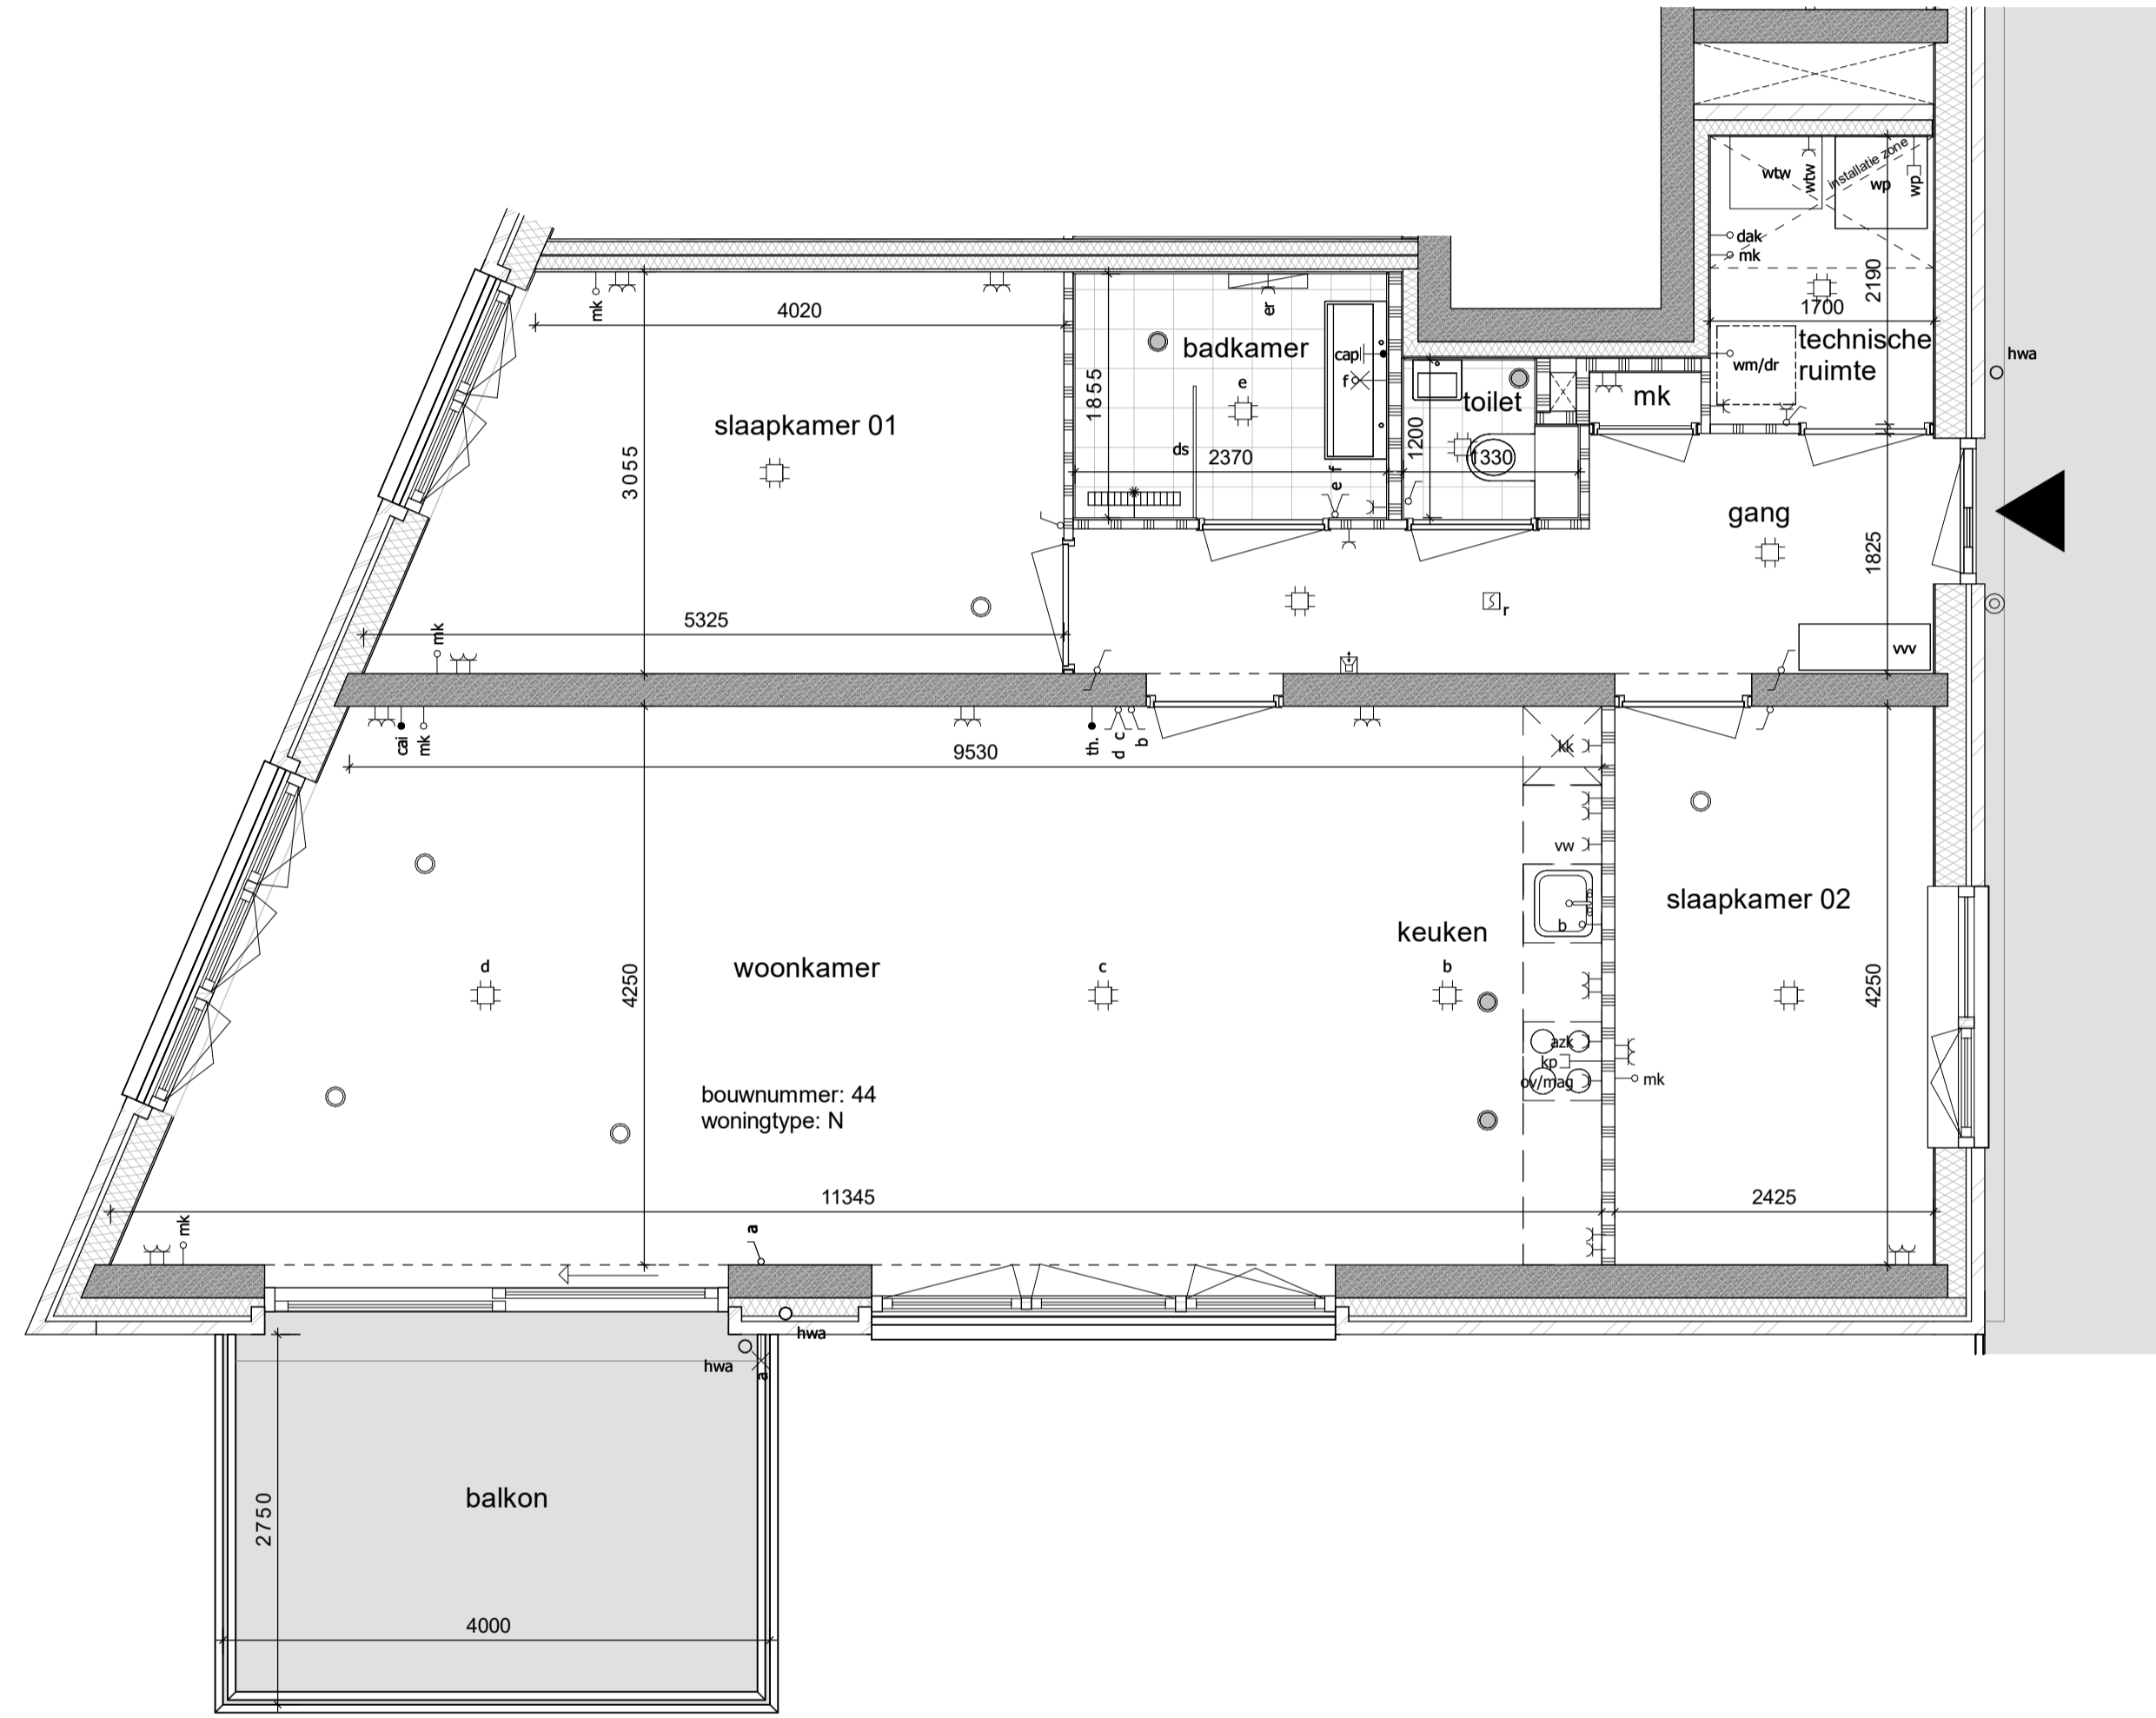 wtw
wtw
installatie zone
wp
wp
dak
mk
2190
1700
technische
ruimte
wm/dr
hwa
mk
4020
er
badkamer
cap
f
e
1855
slaapkamer 01
toilet
mk
1200
ds
2370
1330
3055
e f
gang
1825
r
5325
mk
vvv
cai
mk
th.
d c
b
9530
kk
vw
slaapkamer 02
b
keuken
woonkamer
d
c
b
4250
4250
azk
kp
ov/mag
mk
bouwnummer: 44
woningtype: N
11345
2425
mk
a
hwa
hwa
a
balkon
2750
4000